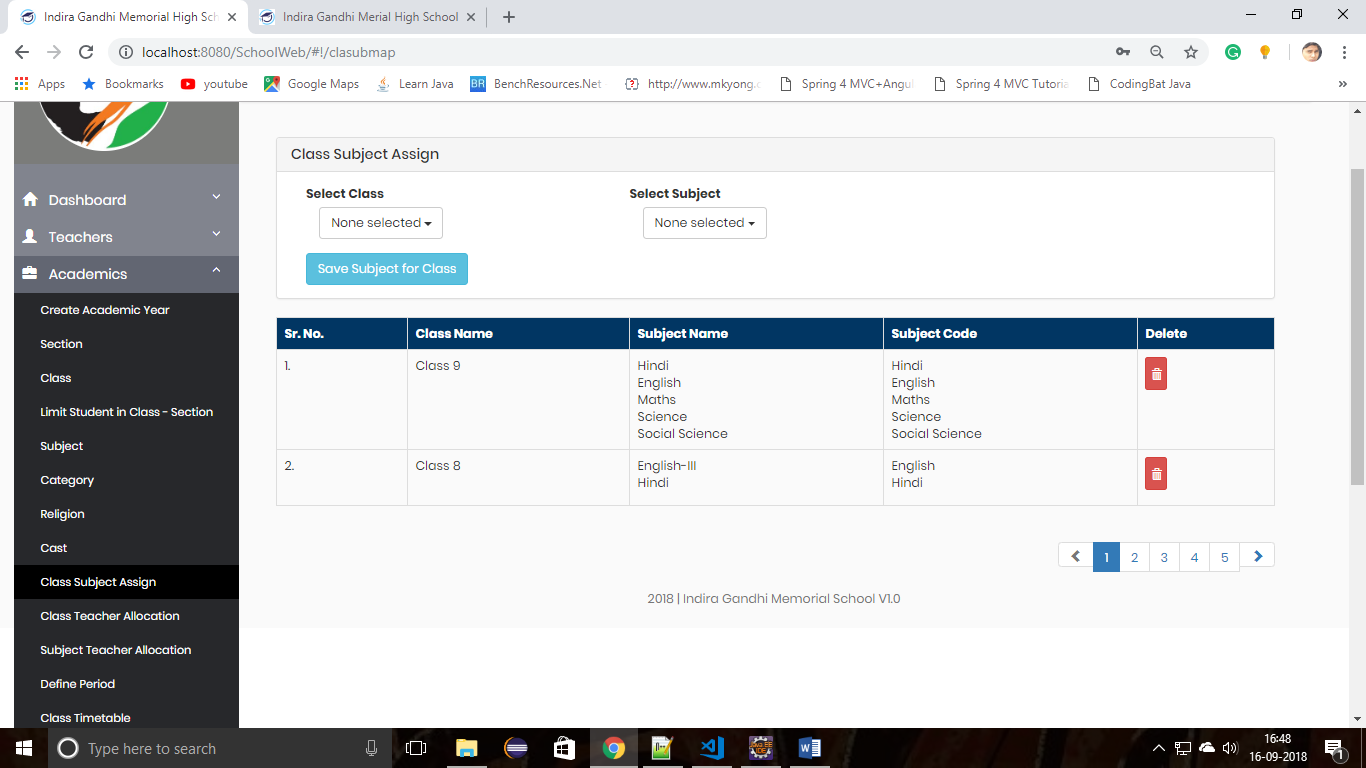 Indira Gandhi Memorial High Sch
Indira Gandhi Merial High School
localhost:8080/SchoolWeb/#!/clasubmap
Apps
Bookmarks
youtube
Google Maps
Learn Java
BR BenchResources.Net
http://www.mkyong.c
Spring 4 MVC+Angul
Spring 4 MVC Tutoria
CodingBat Java
Dashboard
Teachers
Academics
Create Academic Year
Section
Class
Limit Student in Class - Section
Subject
Category
Religion
Cast
Class Subject Assign
Class Teacher Allocation
Subject Teacher Allocation
Define Period
Class Timetable
Class Subject Assign
Select Class Select Subject
None selected None selected
Save Subject for Class
Sr. No. Class Name Subject Name Subject Code Delete
1. Class 9 Hindi Hindi
English English
Maths Maths
Science Science
Social Science Social Science
2. Class 8 English-III English
Hindi Hindi
1 2 3 4 5
2018 | Indira Gandhi Memorial School V1.0
Type here to search
16:48
16-09-2018
1